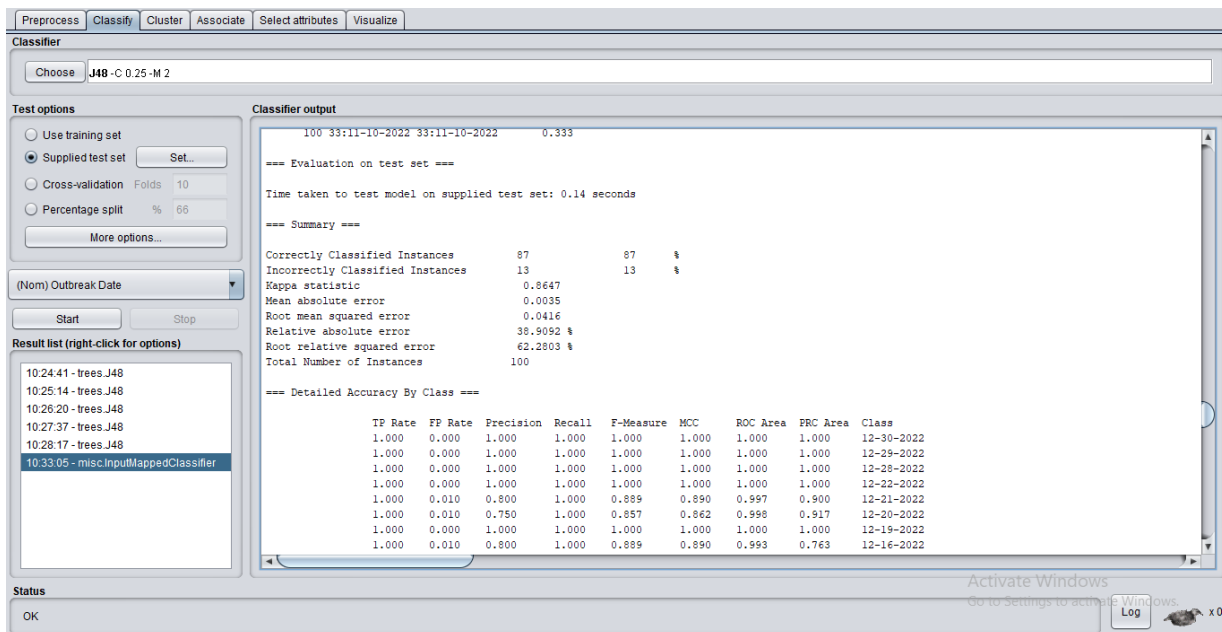 Preprocess Classify Cluster Associate Select attributes Visualize
Classifier
Choose J48 -C 0.25 -M 2
Test options
Use training set
Supplied test set Set...
Cross-validation Folds 10
Percentage split % 66
More options...
(Nom) Outbreak Date
Start Stop
Result list (right-click for options)
10:24:41 - trees.J48
10:25:14 - trees.J48
10:26:20 - trees.J48
10:27:37 - trees.J48
10:28:17 - trees.J48
10:33:05 - misc.InputMappedClassifier
Classifier output
100 33:11-10-2022 33:11-10-2022 0.333
=== Evaluation on test set ===
Time taken to test model on supplied test set: 0.14 seconds
=== Summary ===
Correctly Classified Instances 87 87 %
Incorrectly Classified Instances 13 13 %
Kappa statistic 0.8647
Mean absolute error 0.0035
Root mean squared error 0.0416
Relative absolute error 38.9092 %
Root relative squared error 62.2803 %
Total Number of Instances 100
=== Detailed Accuracy By Class ===
TP Rate FP Rate Precision Recall F-Measure MCC ROC Area PRC Area Class
1.000 0.000 1.000 1.000 1.000 1.000 1.000 1.000 12-30-2022
1.000 0.000 1.000 1.000 1.000 1.000 1.000 1.000 12-29-2022
1.000 0.000 1.000 1.000 1.000 1.000 1.000 1.000 12-28-2022
1.000 0.000 1.000 1.000 1.000 1.000 1.000 1.000 12-22-2022
1.000 0.010 0.800 1.000 0.889 0.890 0.997 0.900 12-21-2022
1.000 0.010 0.750 1.000 0.857 0.862 0.998 0.917 12-20-2022
1.000 0.000 1.000 1.000 1.000 1.000 1.000 1.000 12-19-2022
1.000 0.010 0.800 1.000 0.889 0.890 0.993 0.763 12-16-2022
Status
OK
Activate Windows
Go to Settings to activate Windows.
Log x 0